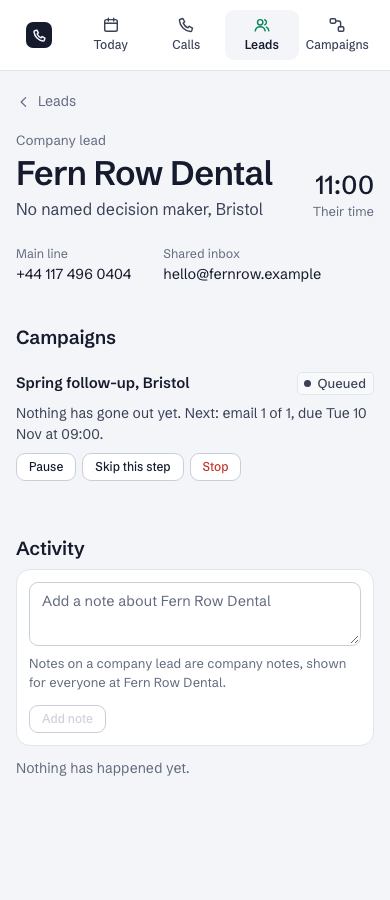 Today
Calls
Leads
Campaigns
Leads
Company lead
Fern Row Dental
No named decision maker, Bristol
11:00
Their time
Main line
+44 117 496 0404
Shared inbox
hello@fernrow.example
Campaigns
Spring follow-up, Bristol
Queued
Nothing has gone out yet. Next: email 1 of 1, due Tue 10
Nov at 09:00.
Pause
Skip this step
Stop
Activity
Add a note about Fern Row Dental
Notes on a company lead are company notes, shown
for everyone at Fern Row Dental.
Add note
Nothing has happened yet.